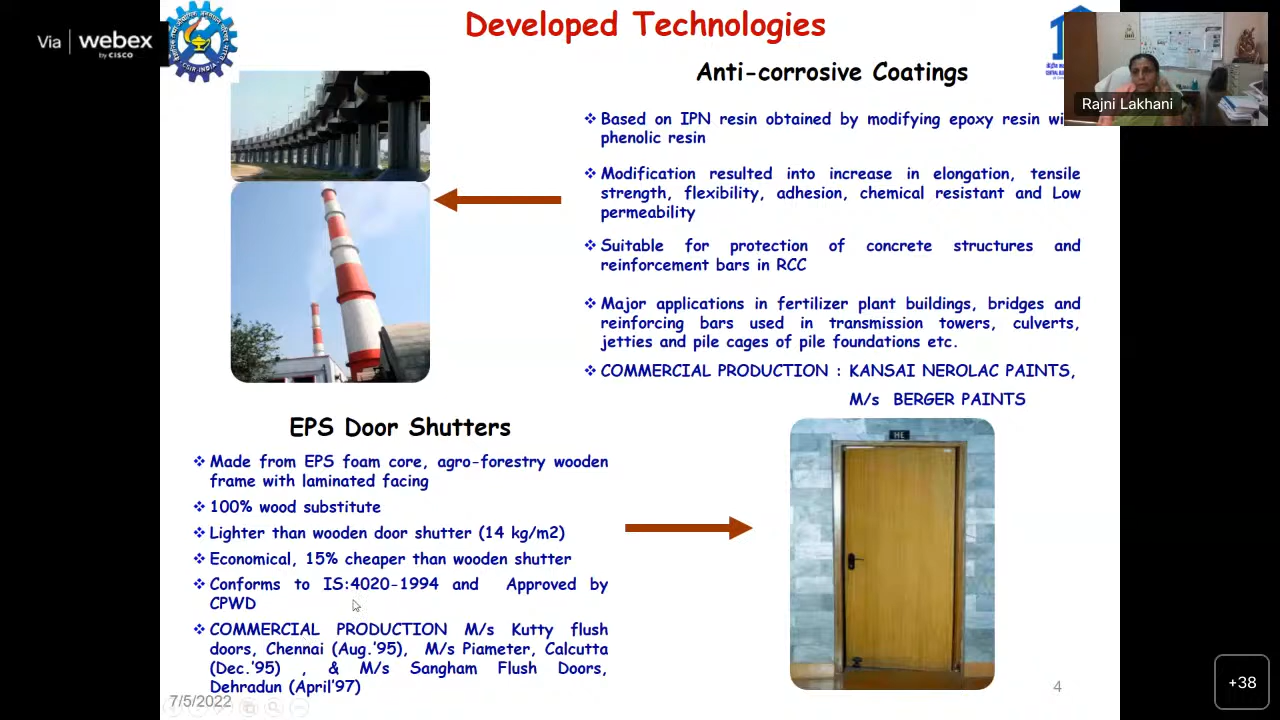 Via webex
by CISCO
Developed Technologies
Rajni Lakhani
Anti-corrosive Coatings
❖ Based on IPN resin obtained by modifying epoxy resin
phenolic resin
❖ Modification resulted into increase in elongation, tensile
strength, flexibility, adhesion, chemical resistant and Low
permeability
❖ Suitable for protection of concrete structures and
reinforcement bars in RCC
❖ Major applications in fertilizer plant buildings, bridges and
reinforcing bars used in transmission towers, culverts,
jetties and pile cages of pile foundations etc.
❖ COMMERCIAL PRODUCTION : KANSAI NEROLAC PAINTS,
M/s BERGER PAINTS
EPS Door Shutters
❖ Made from EPS foam core, agro-forestry wooden
frame with laminated facing
❖ 100% wood substitute
❖ Lighter than wooden door shutter (14 kg/m2)
❖ Economical, 15% cheaper than wooden shutter
❖ Conforms to IS:4020-1994 and Approved by
CPWD
❖ COMMERCIAL PRODUCTION M/s Kutty flush
doors, Chennai (Aug.'95), M/s Piameter, Calcutta
(Dec.'95) , & M/s Sangham Flush Doors,
Dehradun (April'97)
HE
7/5/2022
4
+38